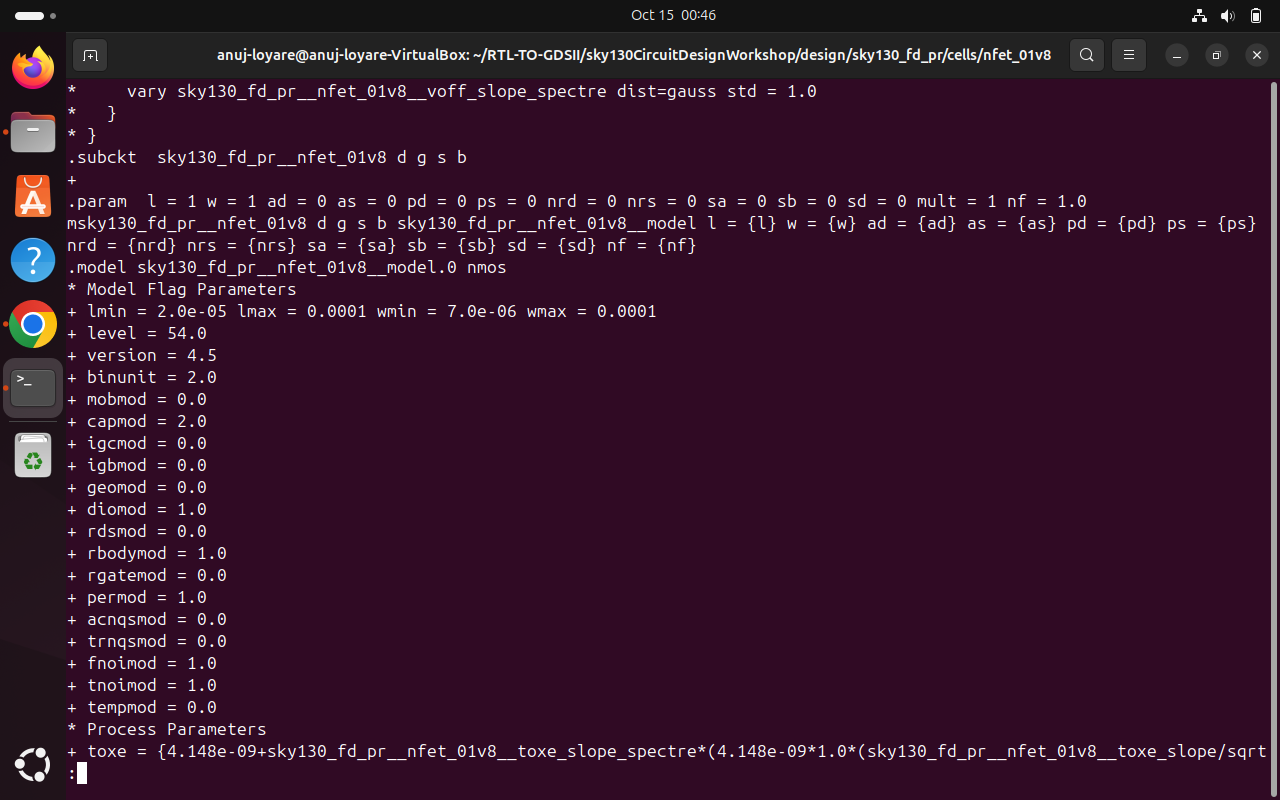 Oct 15 00:46
anuj-loyare@anuj-loyare-VirtualBox: ~/RTL-TO-GDSII/sky130CircuitDesignWorkshop/design/sky130_fd_pr/cells/nfet_01v8
*     vary sky130_fd_pr__nfet_01v8__voff_slope_spectre dist=gauss std = 1.0
*   }
* }
.subckt  sky130_fd_pr__nfet_01v8 d g s b
+
.param  l = 1 w = 1 ad = 0 as = 0 pd = 0 ps = 0 nrd = 0 nrs = 0 sa = 0 sb = 0 sd = 0 mult = 1 nf = 1.0
msky130_fd_pr__nfet_01v8 d g s b sky130_fd_pr__nfet_01v8__model l = {l} w = {w} ad = {ad} as = {as} pd = {pd} ps = {ps}
nrd = {nrd} nrs = {nrs} sa = {sa} sb = {sb} sd = {sd} nf = {nf}
.model sky130_fd_pr__nfet_01v8__model.0 nmos
* Model Flag Parameters
+ lmin = 2.0e-05 lmax = 0.0001 wmin = 7.0e-06 wmax = 0.0001
+ level = 54.0
+ version = 4.5
+ binunit = 2.0
+ mobmod = 0.0
+ capmod = 2.0
+ igcmod = 0.0
+ igbmod = 0.0
+ geomod = 0.0
+ diomod = 1.0
+ rdsmod = 0.0
+ rbodymod = 1.0
+ rgatemod = 0.0
+ permod = 1.0
+ acnqsmod = 0.0
+ trnqsmod = 0.0
+ fnoimod = 1.0
+ tnoimod = 1.0
+ tempmod = 0.0
* Process Parameters
+ toxe = {4.148e-09+sky130_fd_pr__nfet_01v8__toxe_slope_spectre*(4.148e-09*1.0*(sky130_fd_pr__nfet_01v8__toxe_slope/sqrt
: